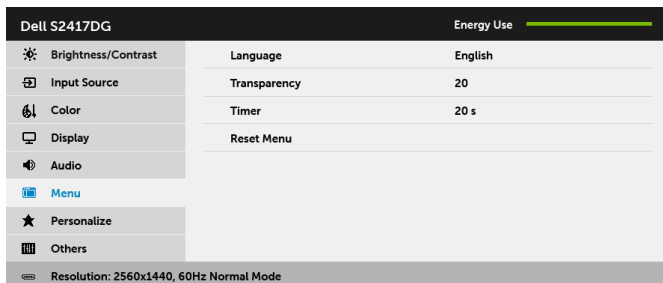 Dell S2417DG Energy Use
Brightness/Contrast Language English
Input Source Transparency 20
Color Timer 20 s
Display Reset Menu
Audio
Menu
Personalize
Others
Resolution: 2560x1440, 60Hz Normal Mode